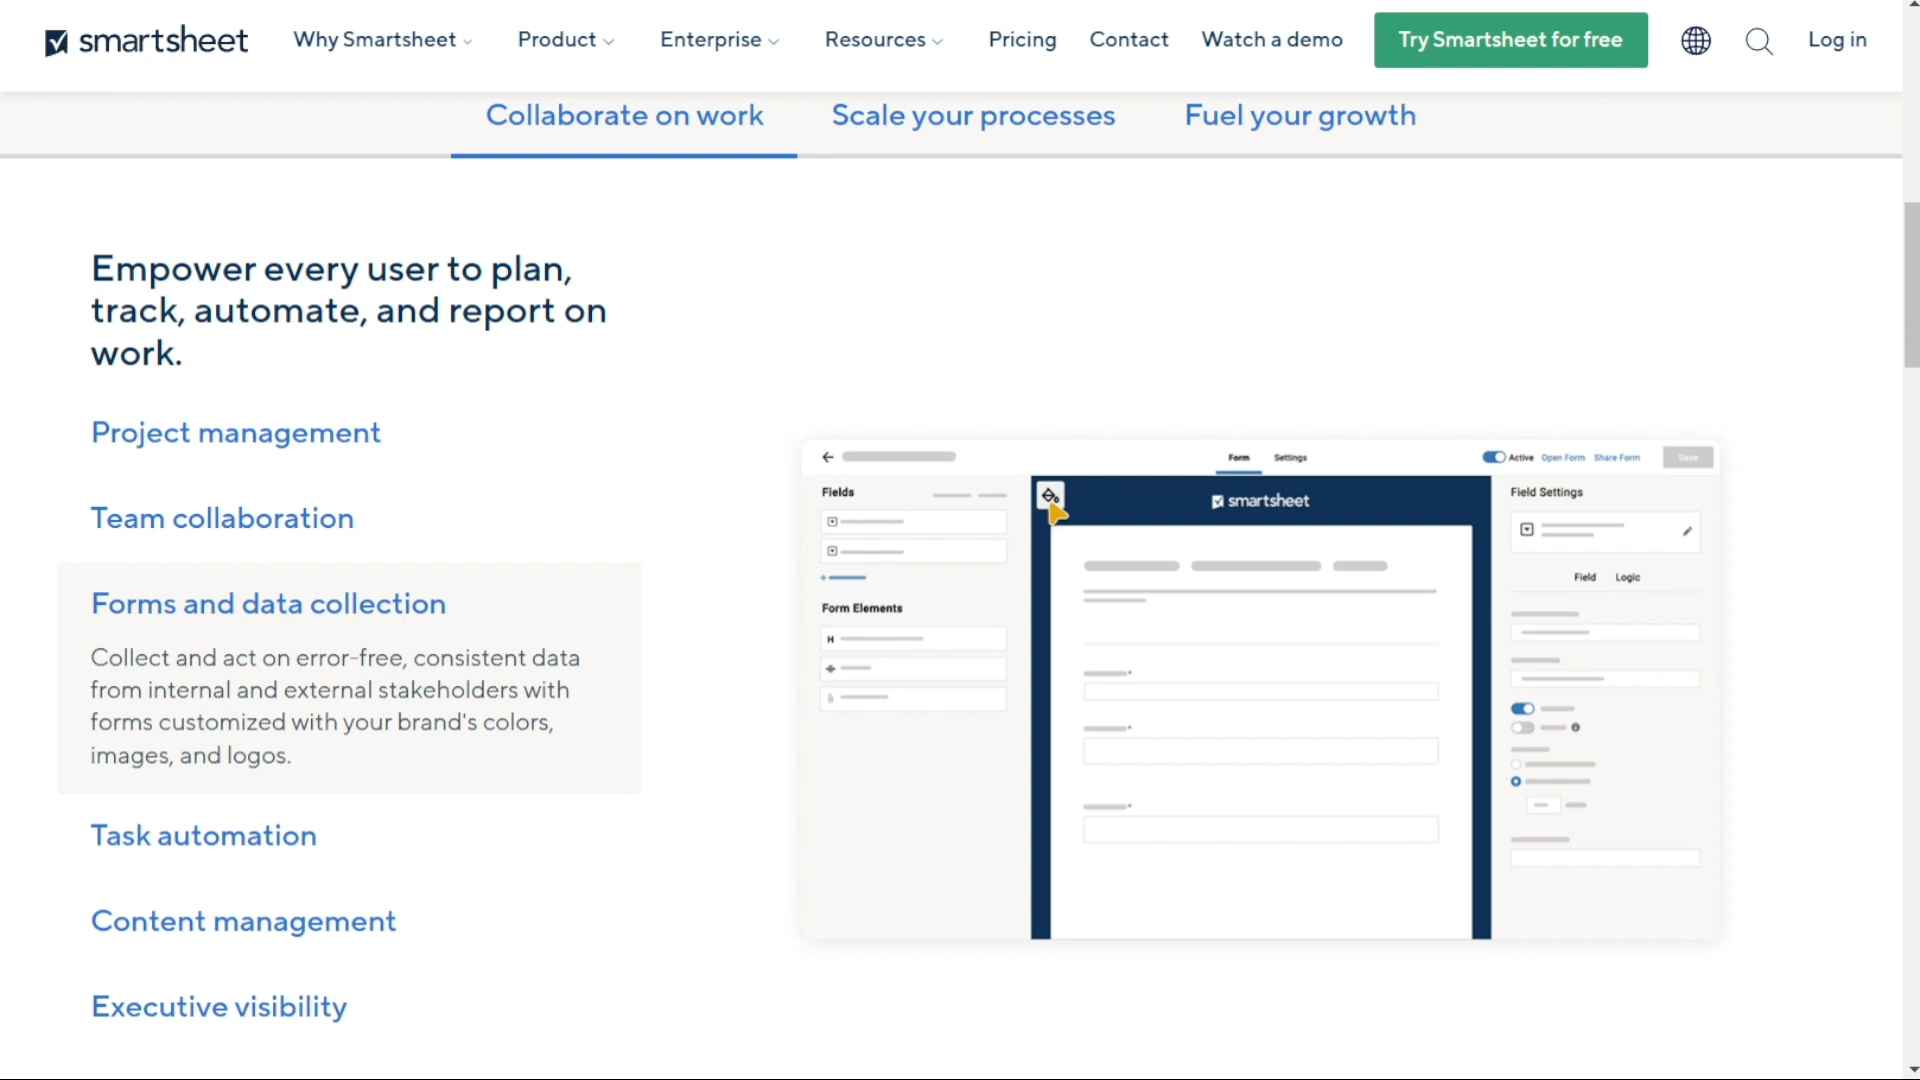 smartsheet
Why Smartsheet
Product
Enterprise
Resources
Pricing
Contact
Watch a demo
Try Smartsheet for free
Log in
Collaborate on work
Scale your processes
Fuel your growth
Empower every user to plan,
track, automate, and report on
work.
Project management
Team collaboration
Forms and data collection
Collect and act on error-free, consistent data
from internal and external stakeholders with
forms customized with your brand's colors,
images, and logos.
Task automation
Content management
Executive visibility
Form
Settings
Active
Open Form
Share Form
Save
Fields
Form Elements
H
smartsheet
Field Settings
Field
Logic